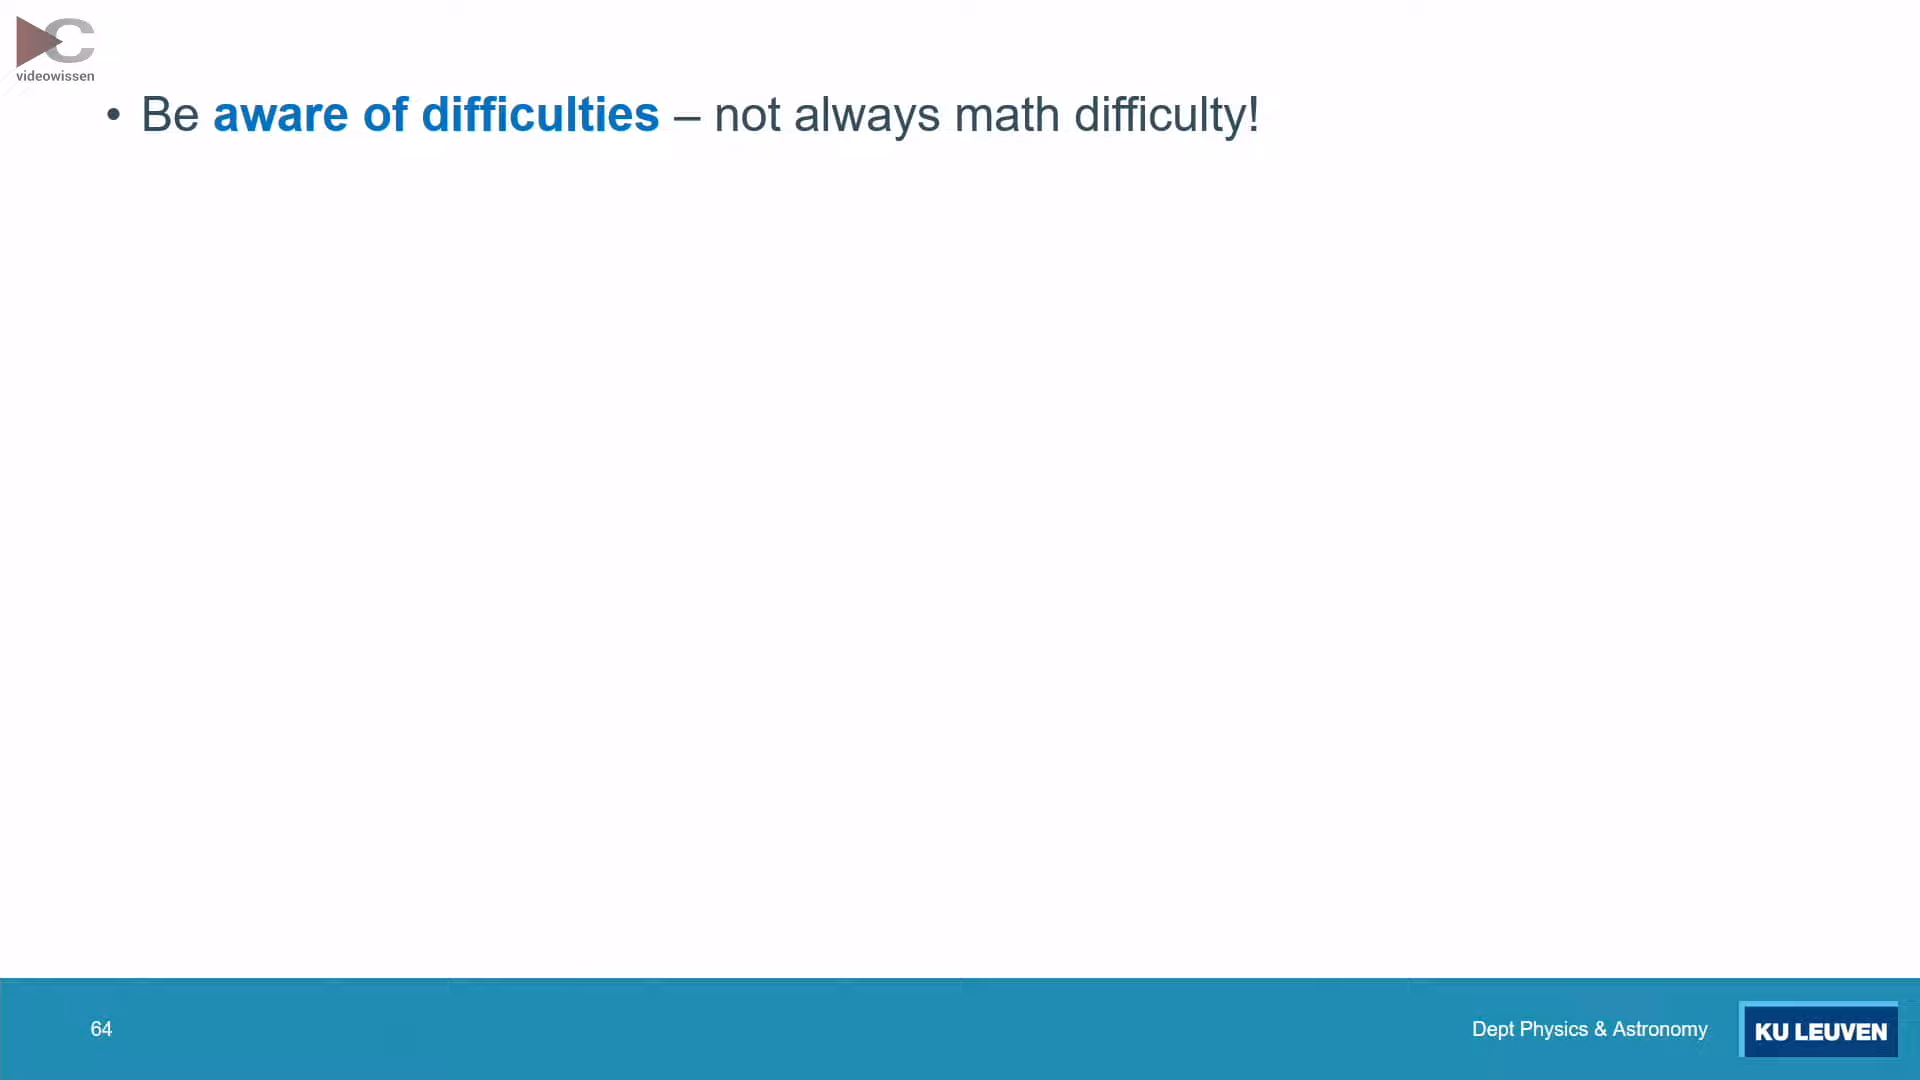 C
videowissen
• Be aware of difficulties – not always math difficulty!
64
Dept Physics & Astronomy
KU LEUVEN